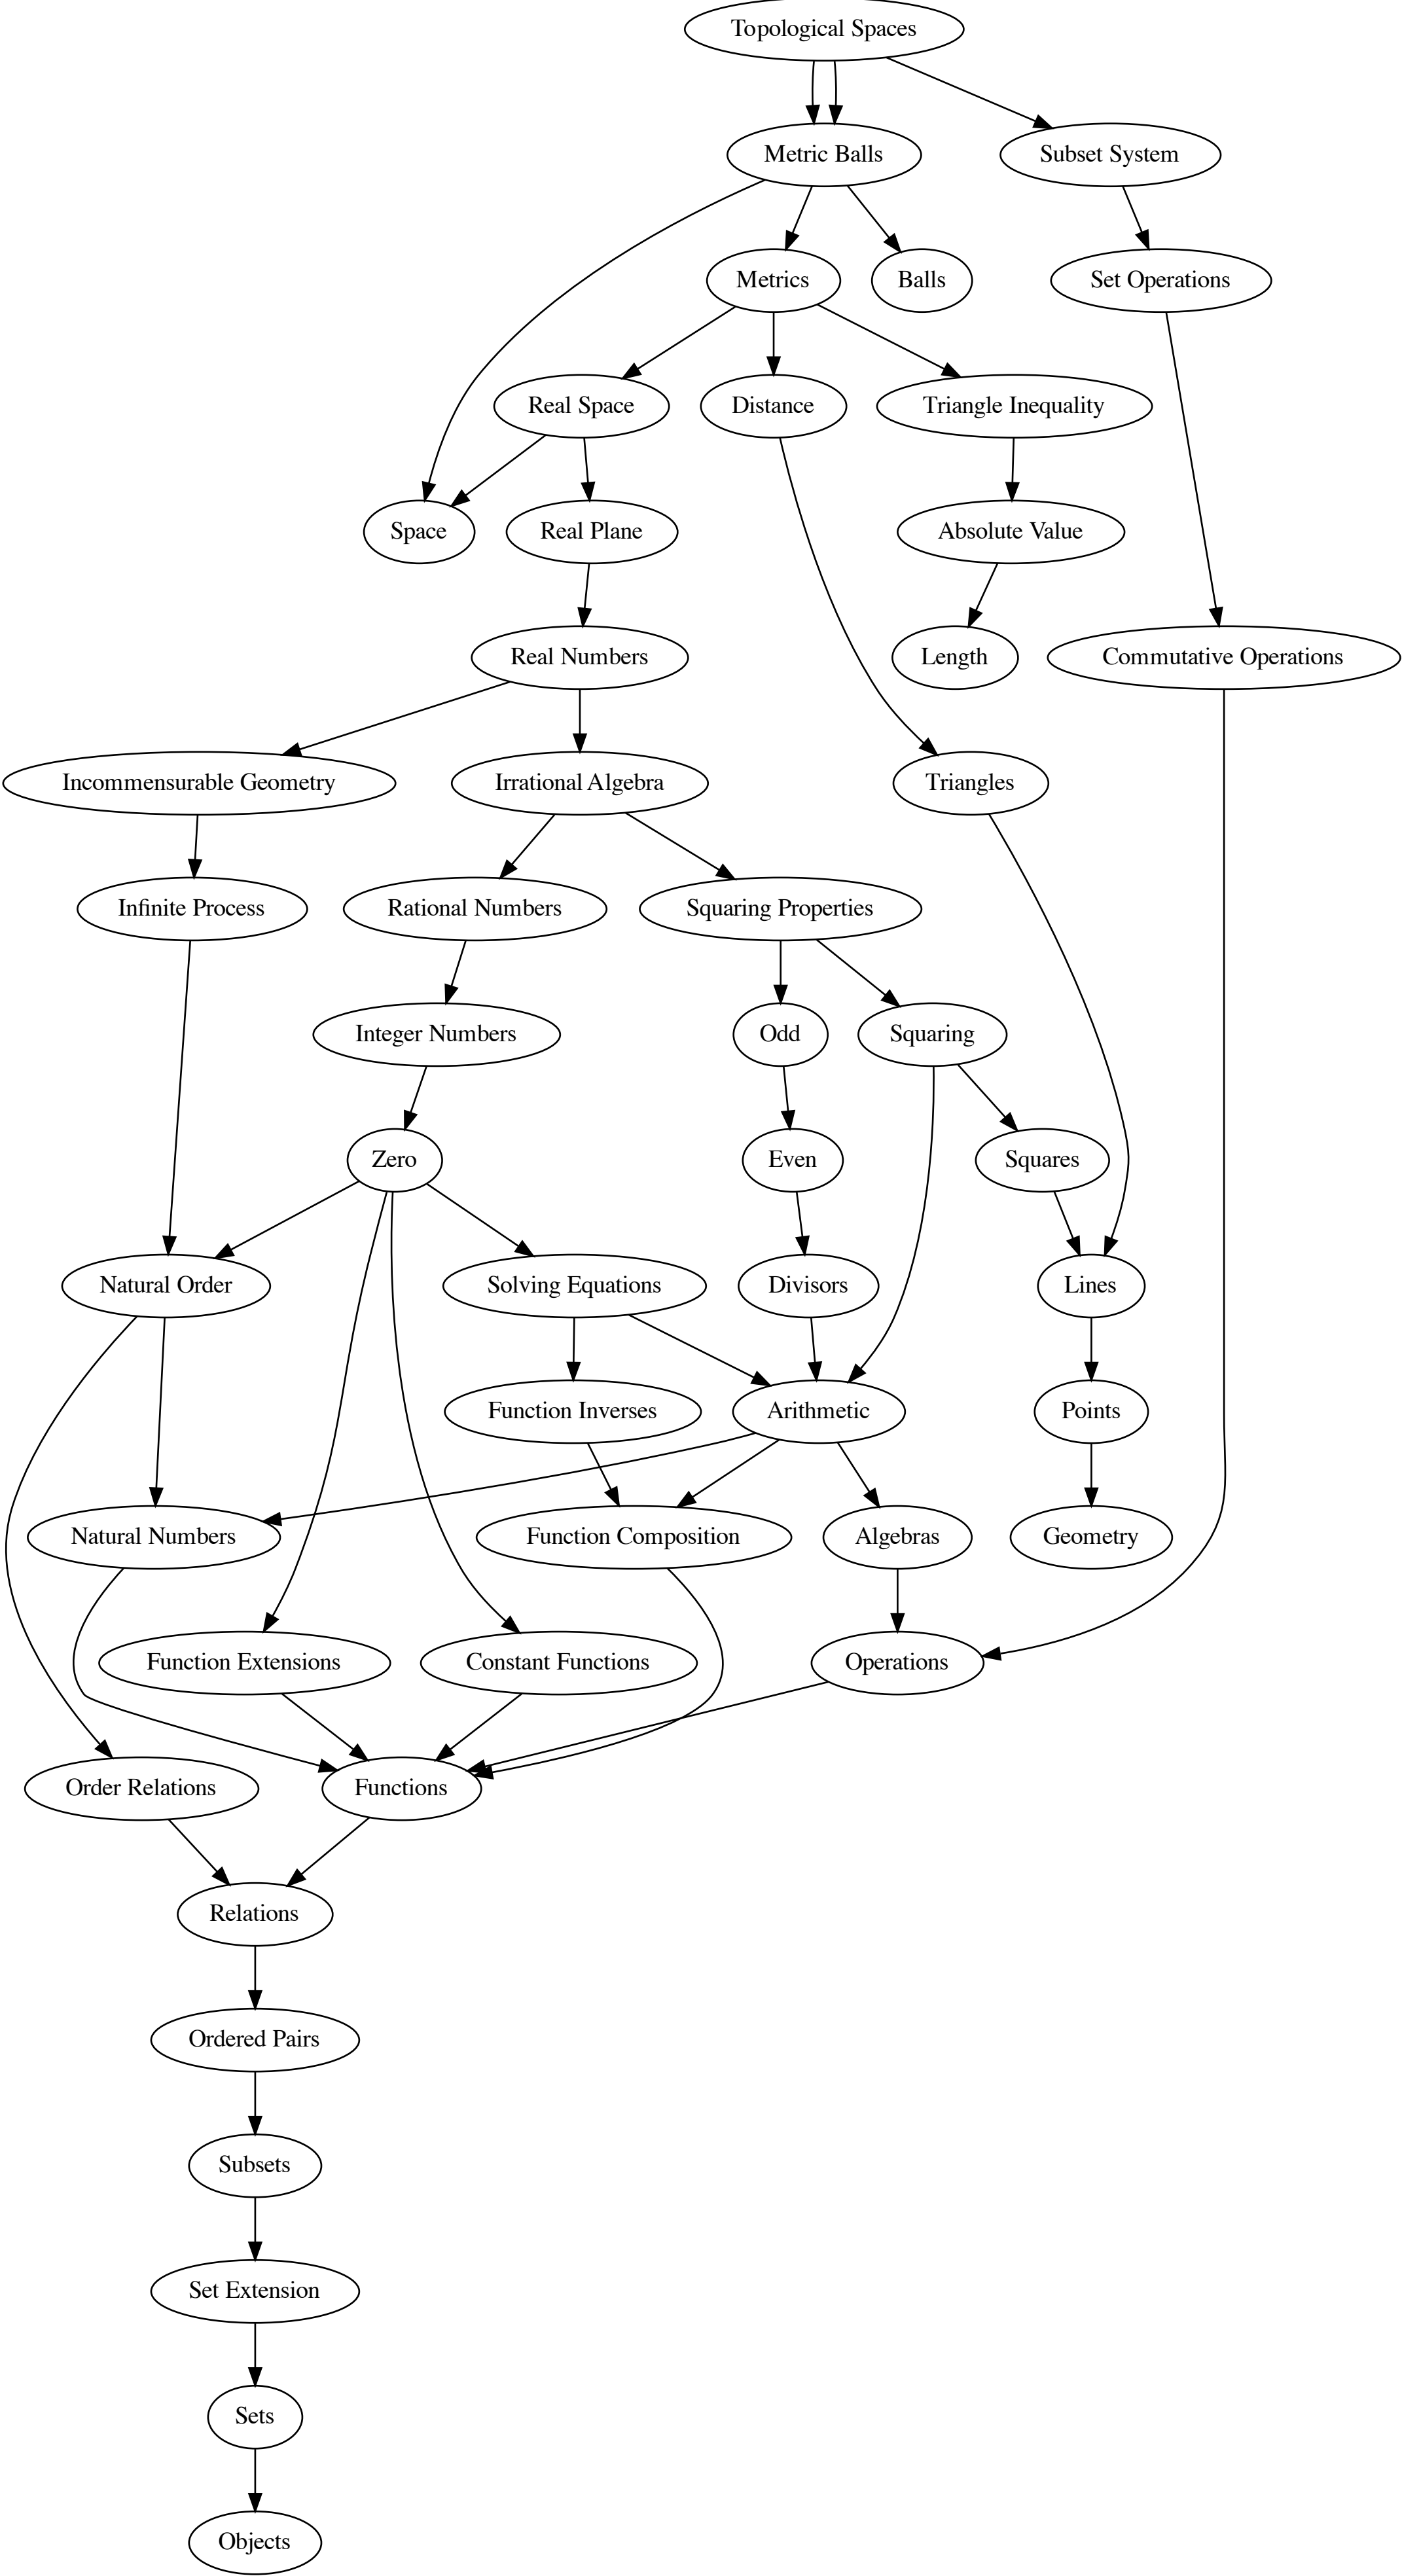 Topological Spaces
Metric Balls
Subset System
Metrics
Balls
Set Operations
Real Space
Distance
Triangle Inequality
Space
Real Plane
Absolute Value
Real Numbers
Length
Commutative Operations
Incommensurable Geometry
Irrational Algebra
Triangles
Infinite Process
Rational Numbers
Squaring Properties
Integer Numbers
Odd
Squaring
Zero
Even
Squares
Natural Order
Solving Equations
Divisors
Lines
Function Inverses
Arithmetic
Points
Natural Numbers
Function Composition
Algebras
Geometry
Function Extensions
Constant Functions
Operations
Order Relations
Functions
Relations
Ordered Pairs
Subsets
Set Extension
Sets
Objects